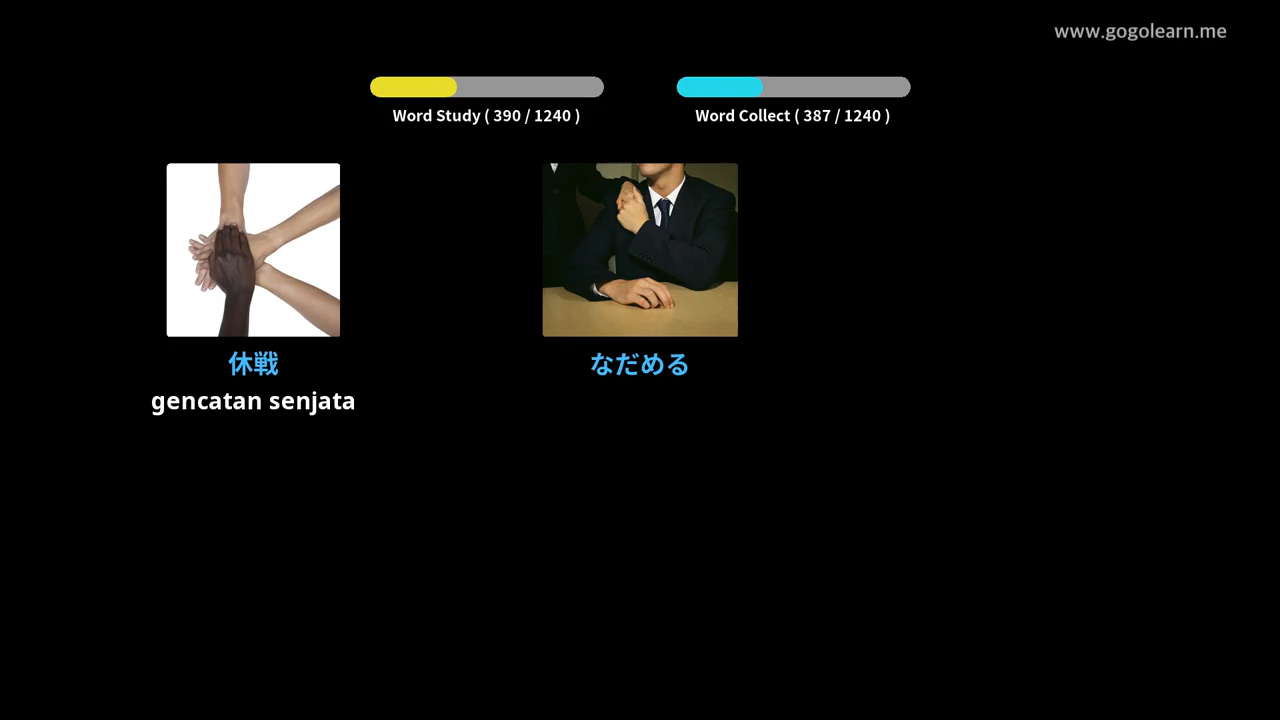 www.gogolearn.me
Word Study ( 390 / 1240 )
Word Collect ( 387 / 1240 )
休戦
なだめる
gencatan senjata